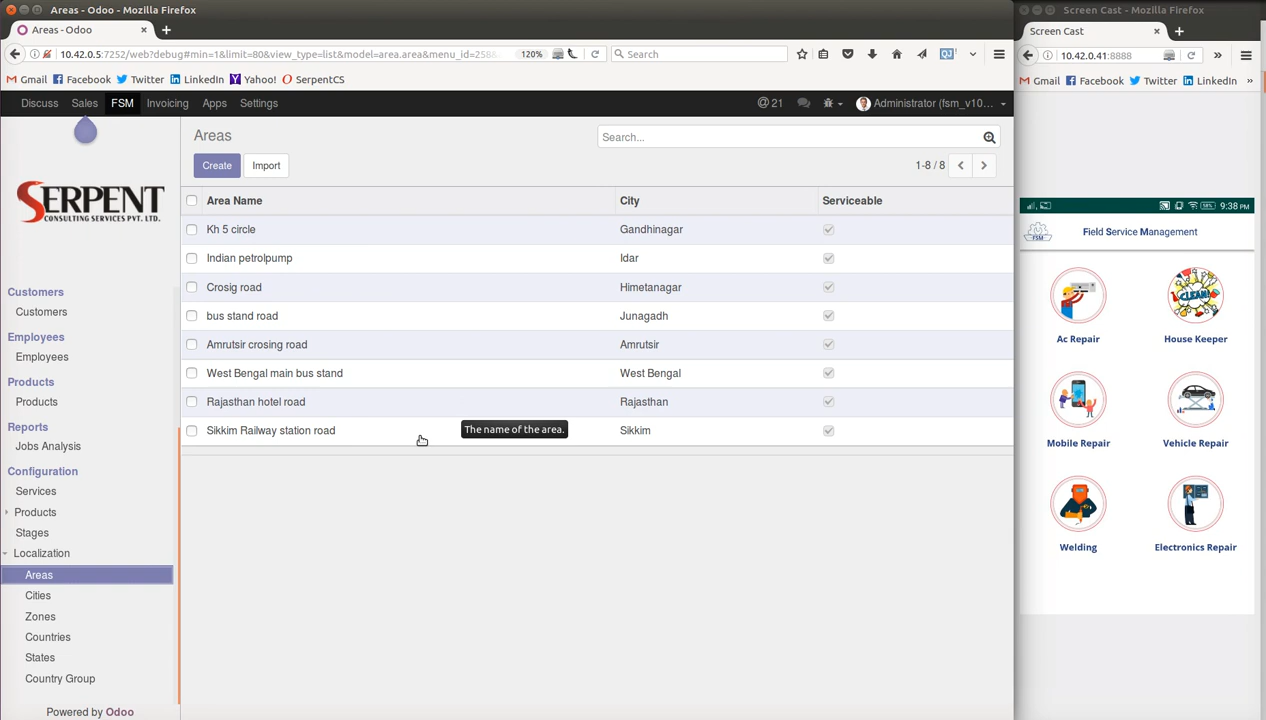 Areas - Odoo - Mozilla Firefox
Areas - Odoo
10.42.0.5:7252/web?debug#min=1&limit=80&view_type=list&model=area.area&menu_id=2588
120%
Search
Gmail Facebook Twitter LinkedIn Yahoo! SerpentCS
Discuss Sales FSM Invoicing Apps Settings
@ 21 Administrator (fsm_v10...
SERPENT
CONSULTING SERVICES PVT. LTD.
Customers
Customers
Employees
Employees
Products
Products
Reports
Jobs Analysis
Configuration
Services
Products
Stages
Localization
Areas
Cities
Zones
Countries
States
Country Group
Powered by Odoo
Areas
Search...
Create Import
1-8 / 8
Area Name City Serviceable
Kh 5 circle Gandhinagar
Indian petrolpump Idar
Crosig road Himetanagar
bus stand road Junagadh
Amrutsir crosing road Amrutsir
West Bengal main bus stand West Bengal
Rajasthan hotel road Rajasthan
Sikkim Railway station road Sikkim
The name of the area.
Screen Cast - Mozilla Firefox
Screen Cast
10.42.0.41:8888
Gmail Facebook Twitter LinkedIn
9:38 PM
FSM
Field Service Management
CLEAN!
Ac Repair House Keeper
Mobile Repair Vehicle Repair
Welding Electronics Repair